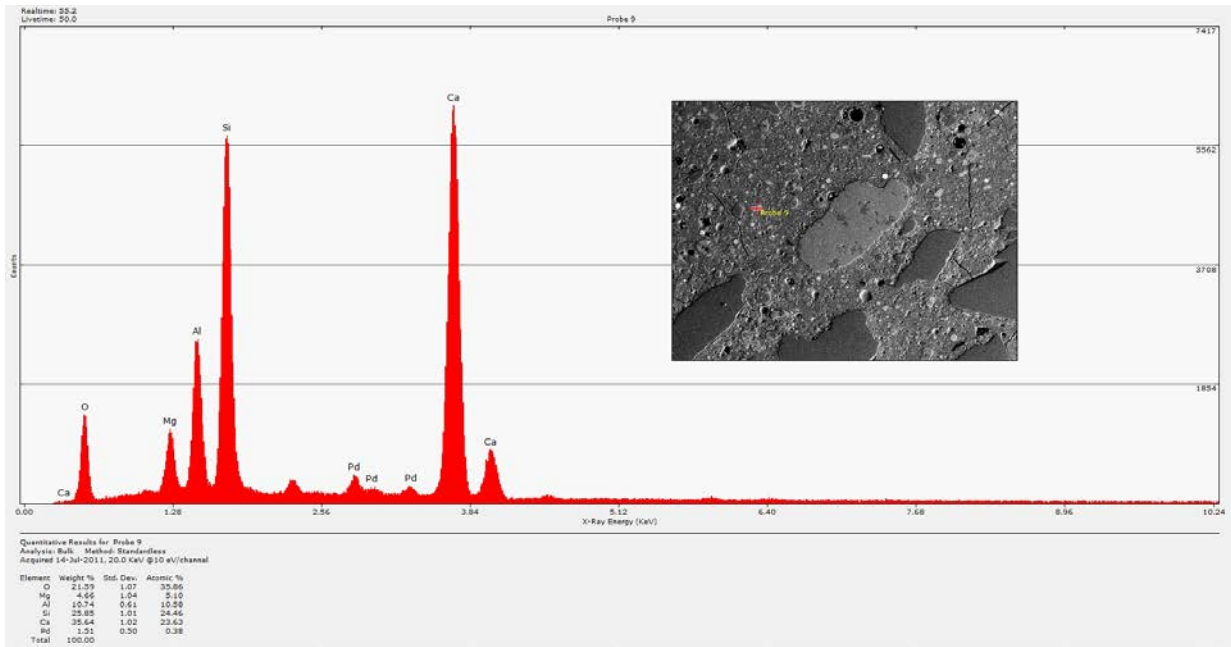 Realtime: 55.2
Livetime: 50.0
Probe 9
7417
Ca
Si
5562
Probe 9
Counts
3708
Al
1854
O
Mg
Ca
Pd
Pd
Pd
Ca
0.00 1.28 2.56 3.84 5.12 6.40 7.68 8.96 10.24
X-Ray Energy (KeV)
Quantitative Results for Probe 9
Analysis: Bulk Method: Standardless
Acquired 14-Jul-2011, 20.0 KeV @10 eV/channel
Element Weight % Std. Dev. Atomic %
O 21.59 1.07 35.86
Mg 4.66 1.04 5.10
Al 10.74 0.61 10.58
Si 25.85 1.01 24.46
Ca 35.64 1.02 23.63
Pd 1.51 0.50 0.38
Total 100.00